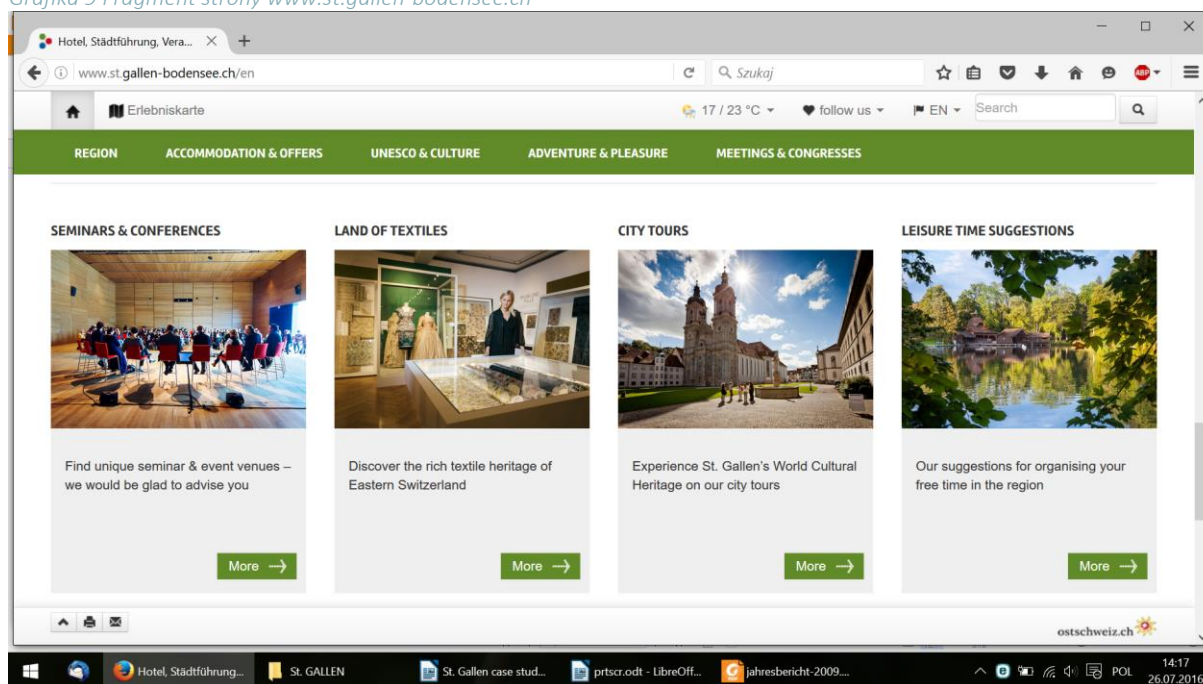 Grafika 9 Fragment strony www.st.gallen-bodensee.ch
Hotel, Städtführung, Vera...
www.st.gallen-bodensee.ch/en
Szukaj
ABP
Erlebniskarte
17 / 23 °C
follow us
EN
Search
REGION
ACCOMMODATION & OFFERS
UNESCO & CULTURE
ADVENTURE & PLEASURE
MEETINGS & CONGRESSES
SEMINARS & CONFERENCES
LAND OF TEXTILES
CITY TOURS
LEISURE TIME SUGGESTIONS
Find unique seminar & event venues –
we would be glad to advise you
Discover the rich textile heritage of
Eastern Switzerland
Experience St. Gallen's World Cultural
Heritage on our city tours
Our suggestions for organising your
free time in the region
More
More
More
More
ostschweiz.ch
Hotel, Städtführung...
St. GALLEN
St. Gallen case stud...
prtscr.odt - LibreOff...
jahresbericht-2009....
POL
14:17
26.07.2016